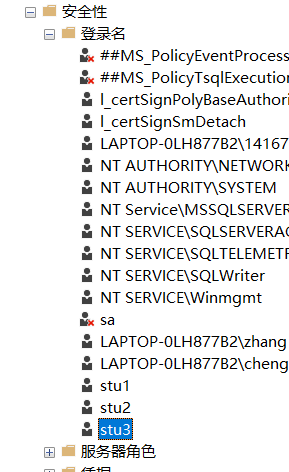 安全性
登录名
##MS_PolicyEventProcess
##MS_PolicyTsqlExecution
l_certSignPolyBaseAuthori
l_certSignSmDetach
LAPTOP-0LH877B2\14167
NT AUTHORITY\NETWORK
NT AUTHORITY\SYSTEM
NT Service\MSSQLSERVER
NT SERVICE\SQLSERVERAG
NT SERVICE\SQLTELEMETR
NT SERVICE\SQLWriter
NT SERVICE\Winmgmt
sa
LAPTOP-0LH877B2\zhang
LAPTOP-0LH877B2\cheng
stu1
stu2
stu3
服务器角色
凭据